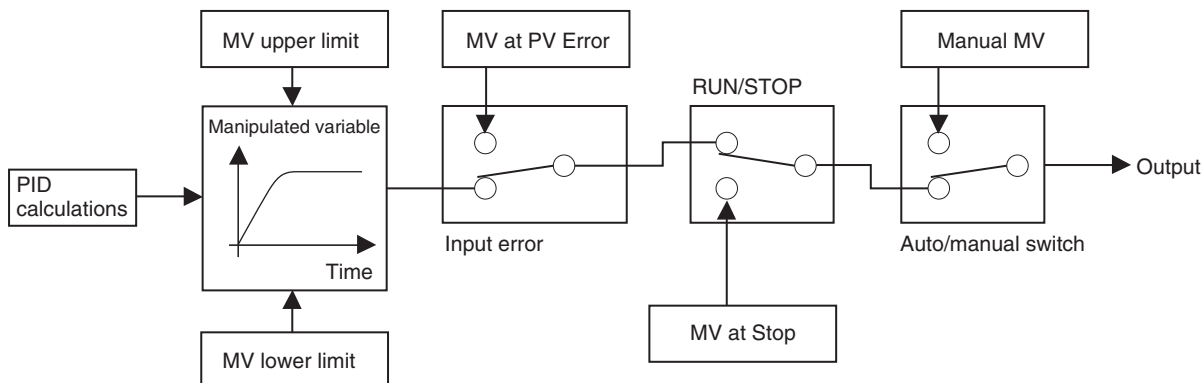 MV upper limit
MV at PV Error
Manual MV
RUN/STOP
Manipulated variable
PID
calculations
Output
Time
Input error
Auto/manual switch
MV at Stop
MV lower limit